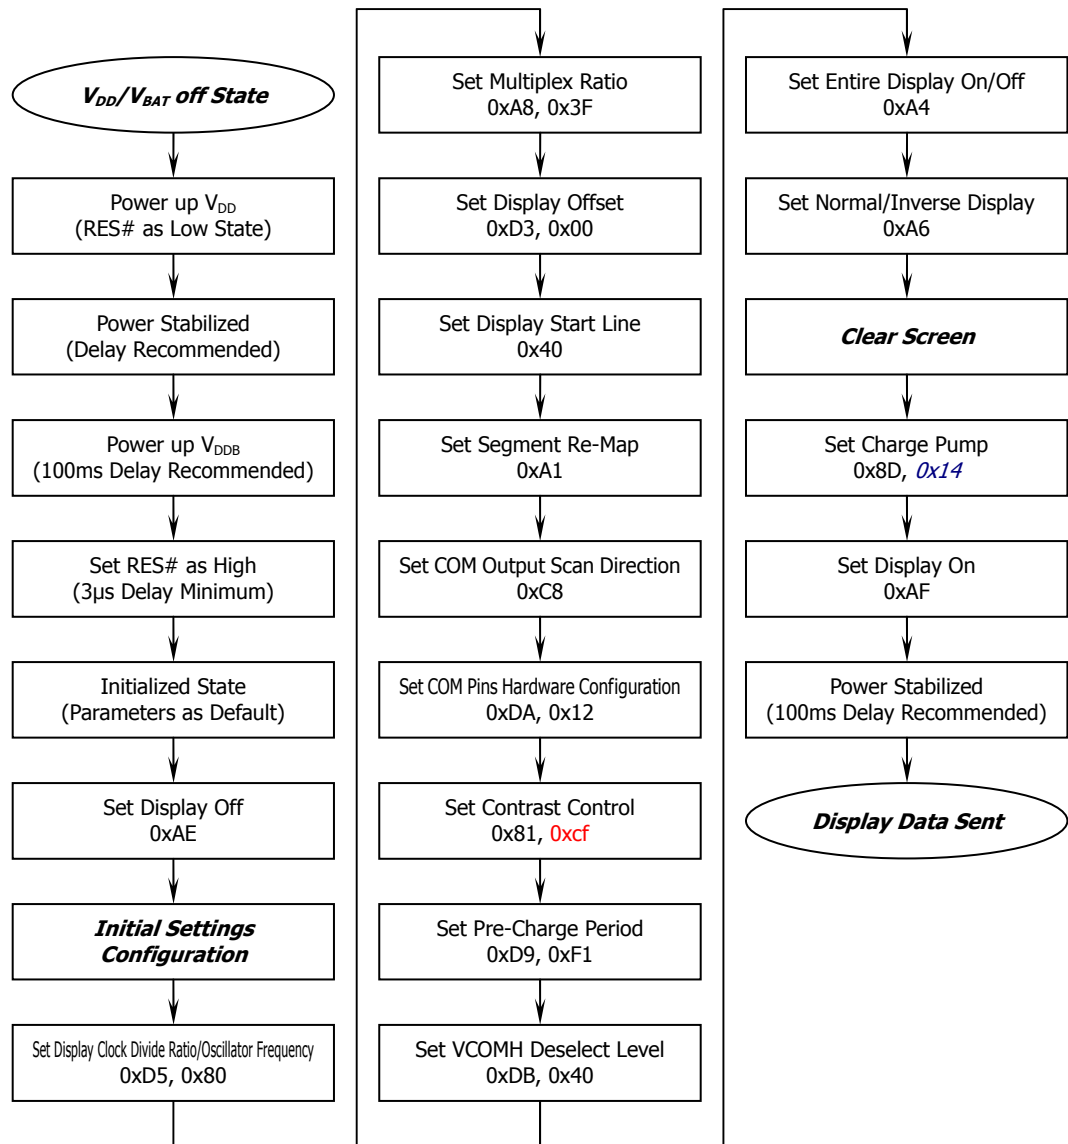 V_DD/V_BAT off State
Power up V_DD
(RES# as Low State)
Power Stabilized
(Delay Recommended)
Power up V_DDB
(100ms Delay Recommended)
Set RES# as High
(3µs Delay Minimum)
Initialized State
(Parameters as Default)
Set Display Off
0xAE
Initial Settings
Configuration
Set Display Clock Divide Ratio/Oscillator Frequency
0xD5, 0x80
Set Multiplex Ratio
0xA8, 0x3F
Set Display Offset
0xD3, 0x00
Set Display Start Line
0x40
Set Segment Re-Map
0xA1
Set COM Output Scan Direction
0xC8
Set COM Pins Hardware Configuration
0xDA, 0x12
Set Contrast Control
0x81, 0xcf
Set Pre-Charge Period
0xD9, 0xF1
Set VCOMH Deselect Level
0xDB, 0x40
Set Entire Display On/Off
0xA4
Set Normal/Inverse Display
0xA6
Clear Screen
Set Charge Pump
0x8D, 0x14
Set Display On
0xAF
Power Stabilized
(100ms Delay Recommended)
Display Data Sent